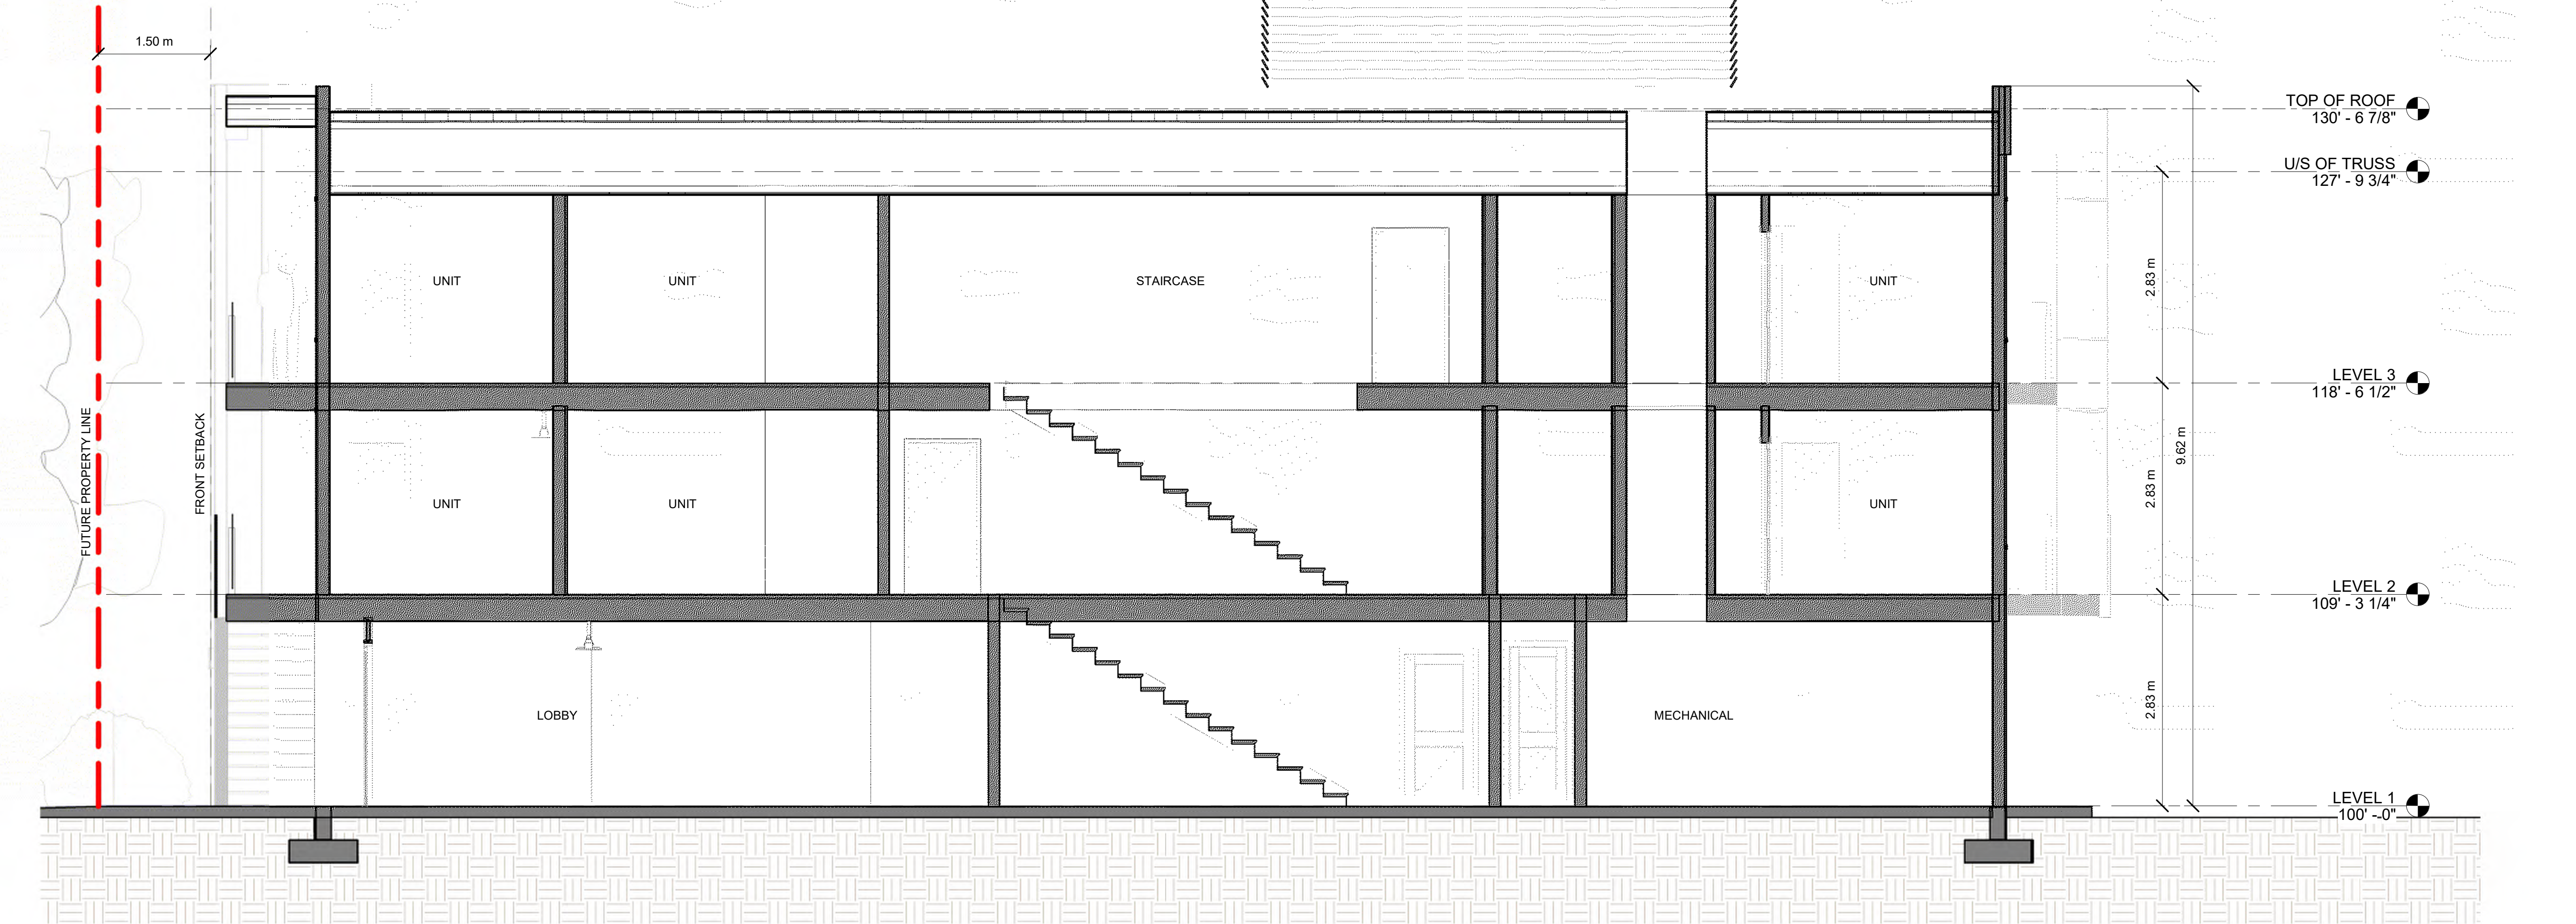 1.50 m
TOP OF ROOF
130' - 6 7/8"
U/S OF TRUSS
127' - 9 3/4"
UNIT
UNIT
STAIRCASE
UNIT
2.83 m
LEVEL 3
118' - 6 1/2"
FUTURE PROPERTY LINE
FRONT SETBACK
9.62 m
UNIT
UNIT
UNIT
2.83 m
LEVEL 2
109' - 3 1/4"
LOBBY
MECHANICAL
2.83 m
LEVEL 1
100' - 0"